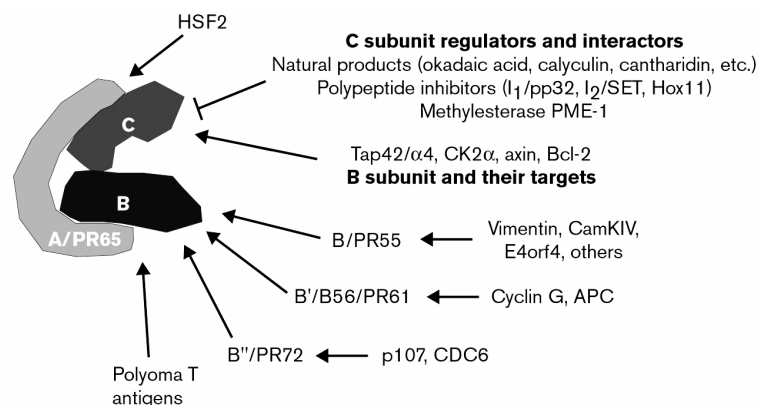 HSF2
C subunit regulators and interactors
Natural products (okadaic acid, calyculin, cantharidin, etc.)
Polypeptide inhibitors (I1/pp32, I2/SET, Hox11)
Methylesterase PME-1
C
Tap42/α4, CK2α, axin, Bcl-2
B subunit and their targets
B
A/PR65
B/PR55
Vimentin, CamKIV,
E4orf4, others
B'/B56/PR61
Cyclin G, APC
B"/PR72
p107, CDC6
Polyoma T
antigens